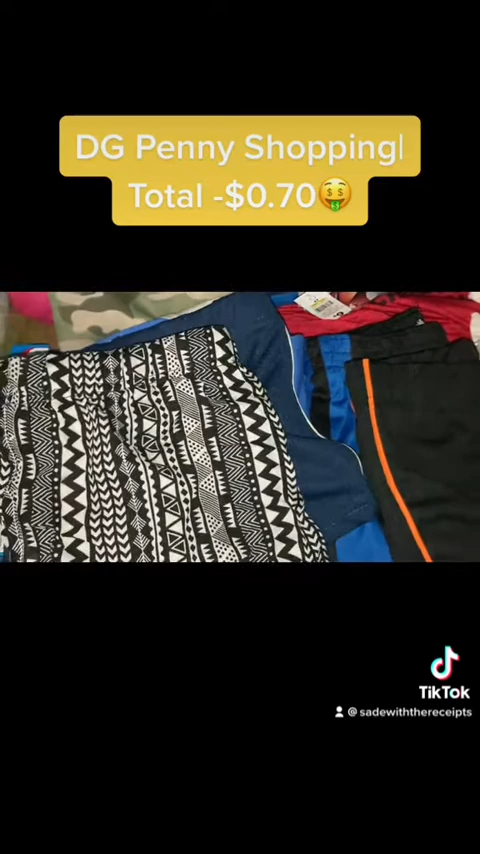 DG Penny Shopping|
Total -$0.70🤑
TikTok
@sadewiththereceipts